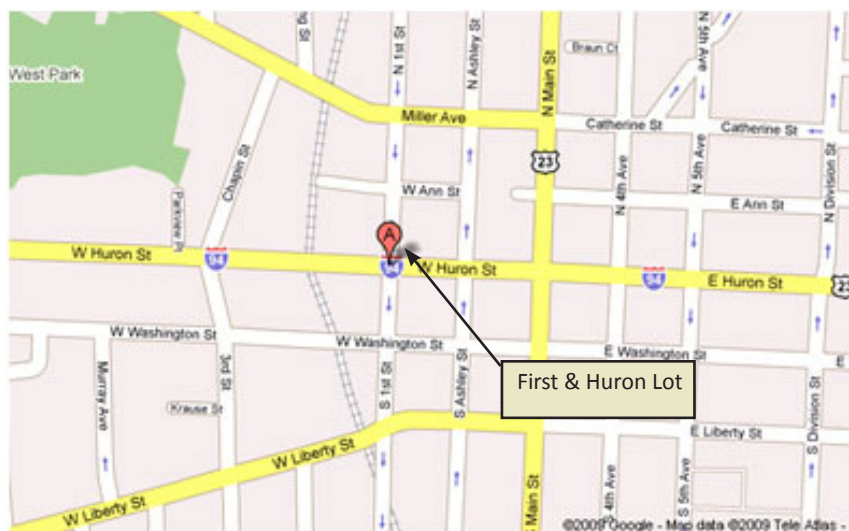 West Park
Chapin St
N 1st St
N Ashley St
N Main St
Braun Ct
N 5th Ave
Miller Ave
Catherine St
Catherine St
23
N 4th Ave
N 5th Ave
N Division St
W Ann St
E Ann St
Parkview Pl
A
W Huron St
94
94
W Huron St
94
E Huron St
23
W Washington St
W Washington St
E Washington St
E
Murray Ave
3rd St
S 1st St
S Ashley St
First & Huron Lot
Krause St
E Liberty St
S Division St
W Liberty St
W Liberty St
Main St
S 4th Ave
S 5th Ave
©2009 Google - Map data ©2009 Tele Atlas -